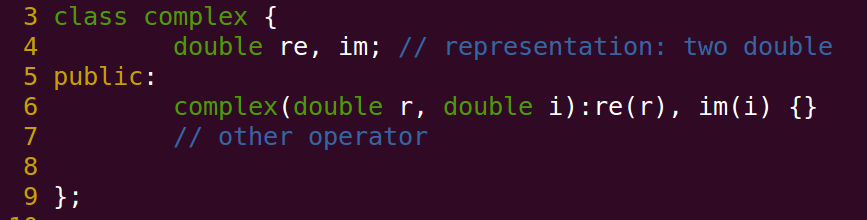 3 class complex {
4         double re, im; // representation: two double
5 public:
6         complex(double r, double i):re(r), im(i) {}
7         // other operator
8
9 };